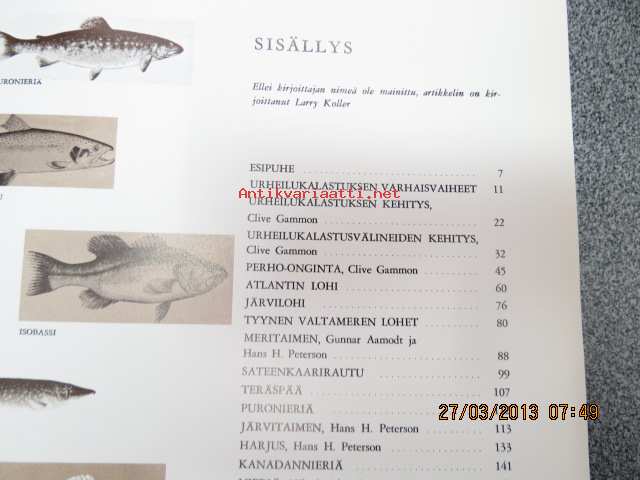 SISÄLLYS
Ellei kirjoittajan nimeä ole mainittu, artikkelin on kir-
joittanut Larry Koller
PURONIERIÄ
ISOBASSI
ESIPUHE 7
URHEILUKALASTUKSEN VARHAISVAIHEET 11
Antikvariaatti.net
URHEILUKALASTUKSEN KEHITYS,
Clive Gammon 22
URHEILUKALASTUSVÄLINEIDEN KEHITYS,
Clive Gammon 32
PERHO-ONGINTA, Clive Gammon 45
ATLANTIN LOHI 60
JÄRVILOHI 76
TYYNEN VALTAMEREN LOHET 80
MERITAIMEN, Gunnar Aamodt ja
Hans H. Peterson 88
SATEENKAARIRAUTU 99
TERÄSPÄÄ 107
PURONIERIÄ
JÄRVITAIMEN, Hans H. Peterson 113
HARJUS, Hans H. Peterson 133
KANADANNIERIÄ 141
27/03/2013 07:49